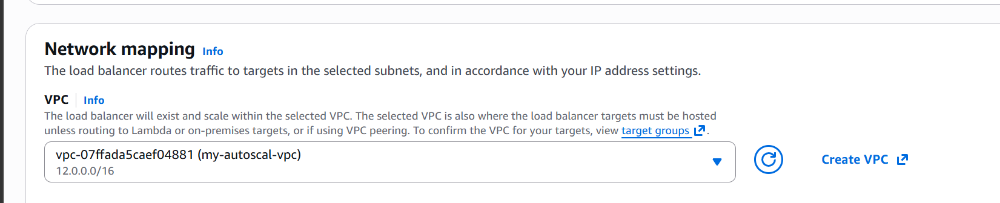 Network mapping Info
The load balancer routes traffic to targets in the selected subnets, and in accordance with your IP address settings.
VPC Info
The load balancer will exist and scale within the selected VPC. The selected VPC is also where the load balancer targets must be hosted
unless routing to Lambda or on-premises targets, or if using VPC peering. To confirm the VPC for your targets, view target groups.
vpc-07ffada5caef04881 (my-autoscal-vpc)
12.0.0.0/16
Create VPC